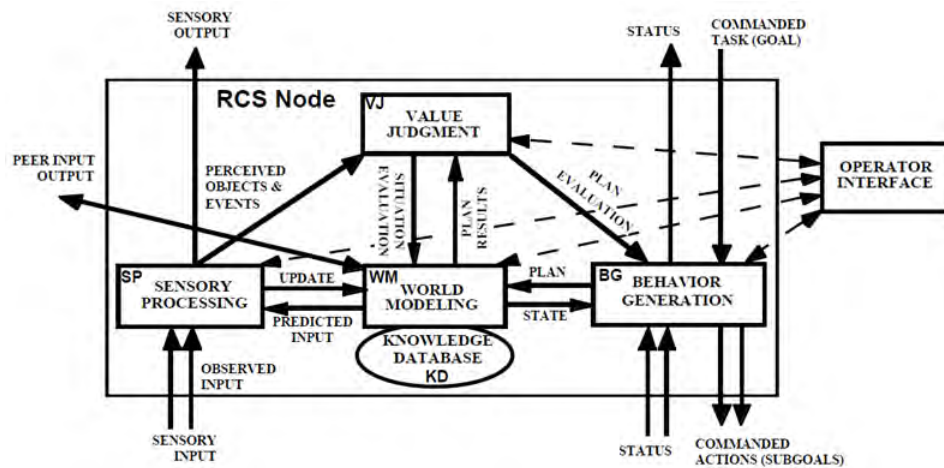 SENSORY
OUTPUT
STATUS
COMMANDED
TASK (GOAL)
RCS Node
VJ
VALUE
JUDGMENT
PEER INPUT
OUTPUT
PERCEIVED
OBJECTS &
EVENTS
SITUATION
EVALUATION
PLAN
RESULTS
PLAN
EVALUATION
OPERATOR
INTERFACE
SP
SENSORY
PROCESSING
UPDATE
PREDICTED
INPUT
WM
WORLD
MODELING
PLAN
STATE
BG
BEHAVIOR
GENERATION
KNOWLEDGE
DATABASE
KD
OBSERVED
INPUT
SENSORY
INPUT
STATUS
COMMANDED
ACTIONS (SUBGOALS)